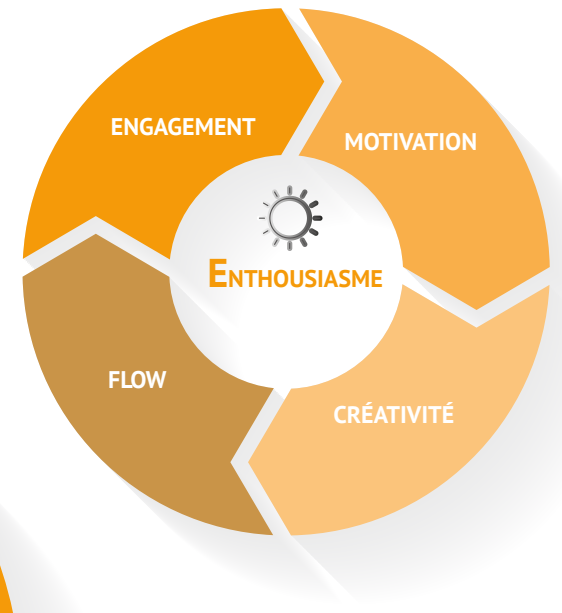 ENGAGEMENT
MOTIVATION
ENTHOUSIASME
FLOW
CRÉATIVITÉ